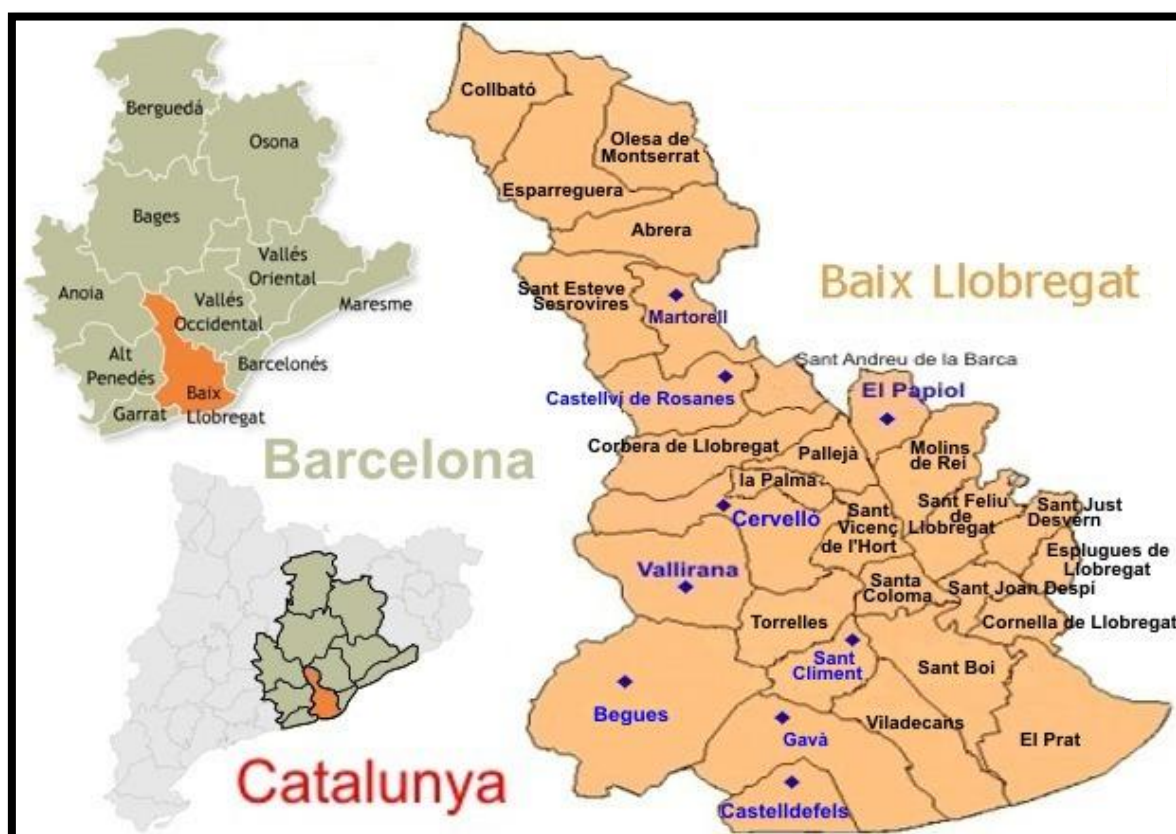 Berguedá
Osona
Bages
Vallés
Oriental
Anoia
Vallés
Occidental
Maresme
Alt
Penedés
Barcelonés
Baix
Llobregat
Garrat
Barcelona
Catalunya
Baix Llobregat
Collbató
Olesa de
Montserrat
Esparreguera
Abrera
Sant Esteve
Sesrovires
Martorell
Sant Andreu de la Barca
El Papiol
Castellví de Rosanes
Corbera de Llobregat
Pallejà
Molins
de Rei
la Palma
Cervelló
Sant
Vicenç
de l'Hort
Sant Feliu
de
Llobregat
Sant Just
Desvern
Esplugues de
Llobregat
Vallirana
Santa
Coloma
Sant Joan Despí
Cornella de Llobregat
Torrelles
Sant
Climent
Sant Boi
Begues
Viladecans
Gavà
El Prat
Castelldefels